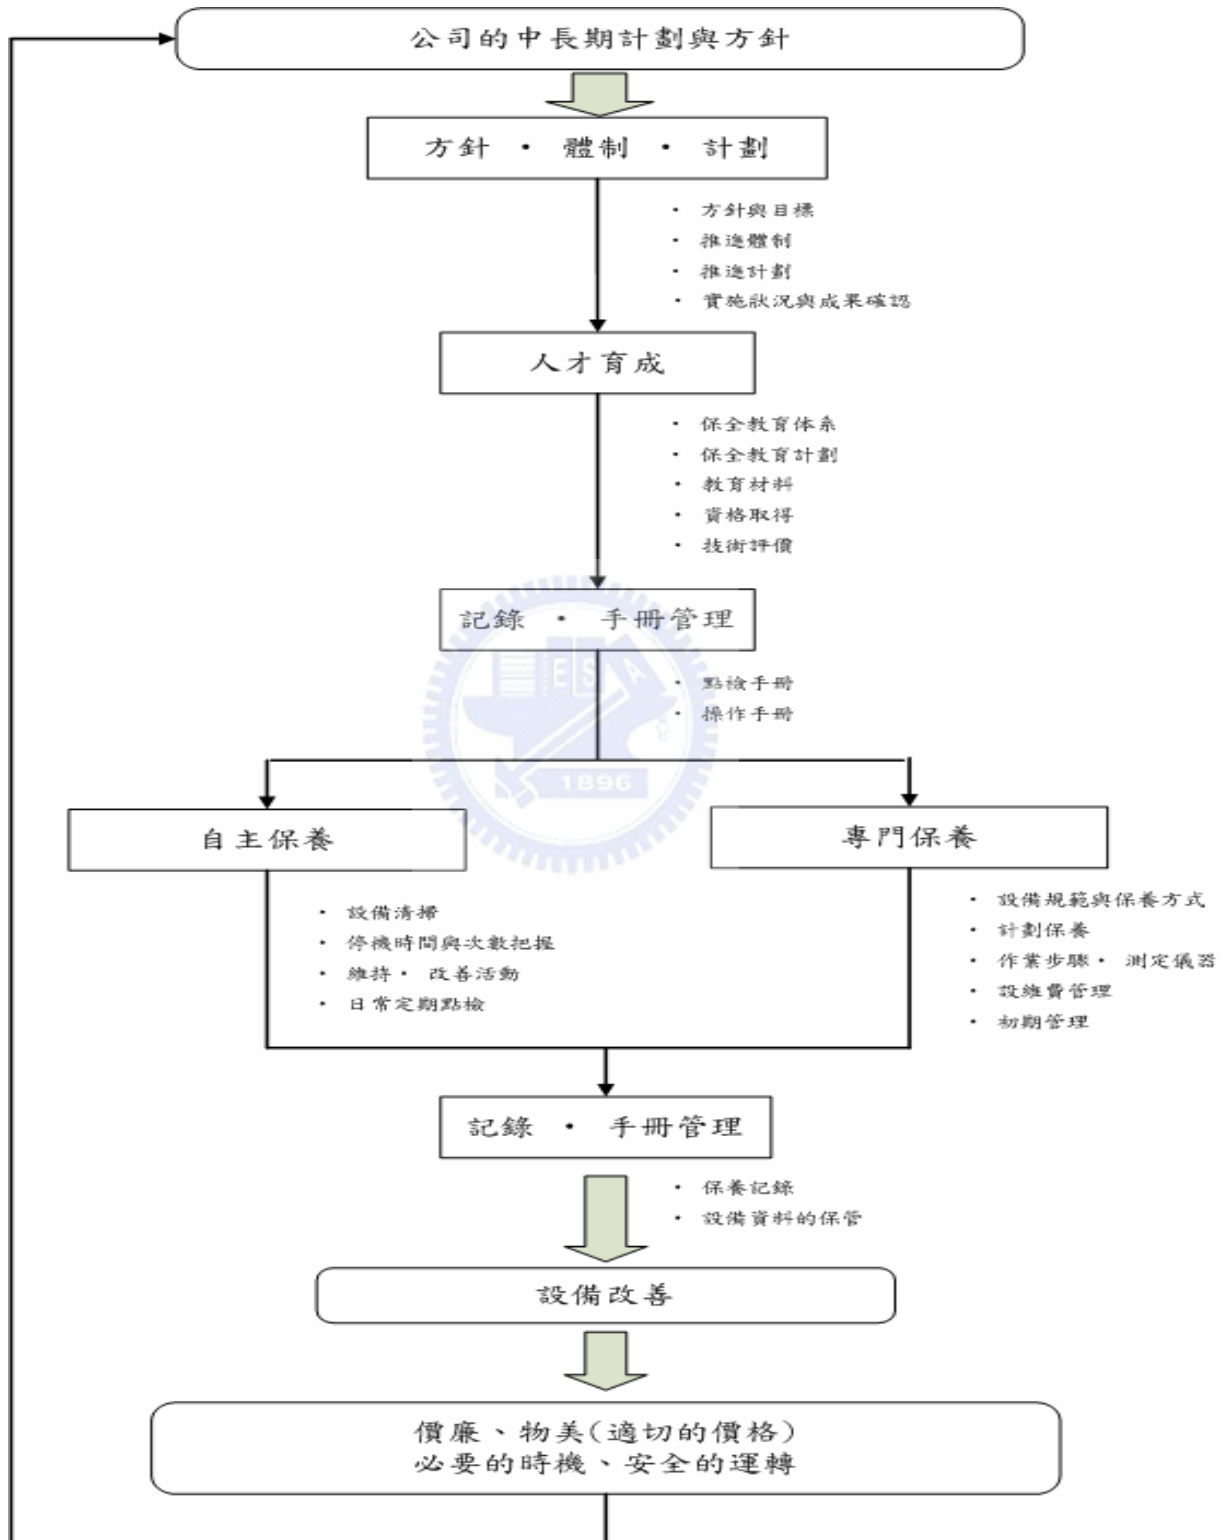 公司的中長期計劃與方針
方針 • 體制 • 計劃
• 方針與目標
• 推進體制
• 推進計劃
• 實施狀況與成果確認
人才育成
• 保全教育体系
• 保全教育計劃
• 教育材料
• 資格取得
• 技術評價
記錄 • 手冊管理
• 點檢手冊
• 操作手冊
ESA
1896
自主保養
專門保養
• 設備清掃
• 停機時間與次數把握
• 維持• 改善活動
• 日常定期點檢
• 設備規範與保養方式
• 計劃保養
• 作業步驟• 測定儀器
• 設維費管理
• 初期管理
記錄 • 手冊管理
• 保養記錄
• 設備資料的保管
設備改善
價廉、物美(適切的價格)
必要的時機、安全的運轉